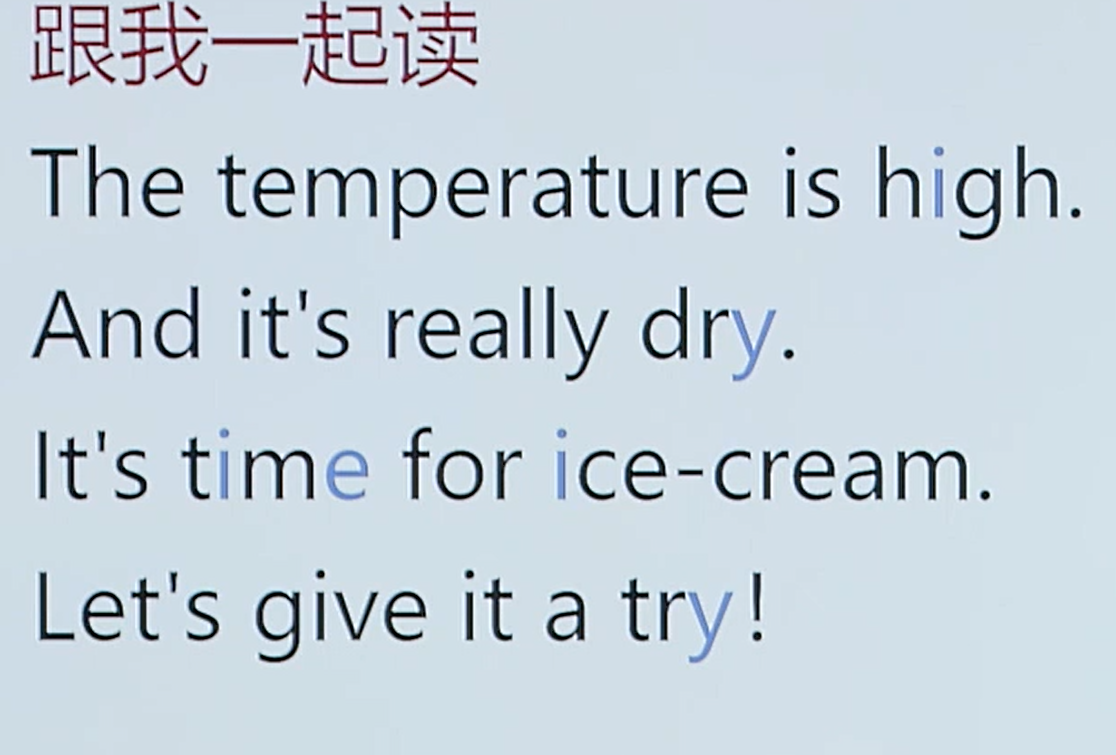 跟我一起读
The temperature is high.
And it's really dry.
It's time for ice-cream.
Let's give it a try!